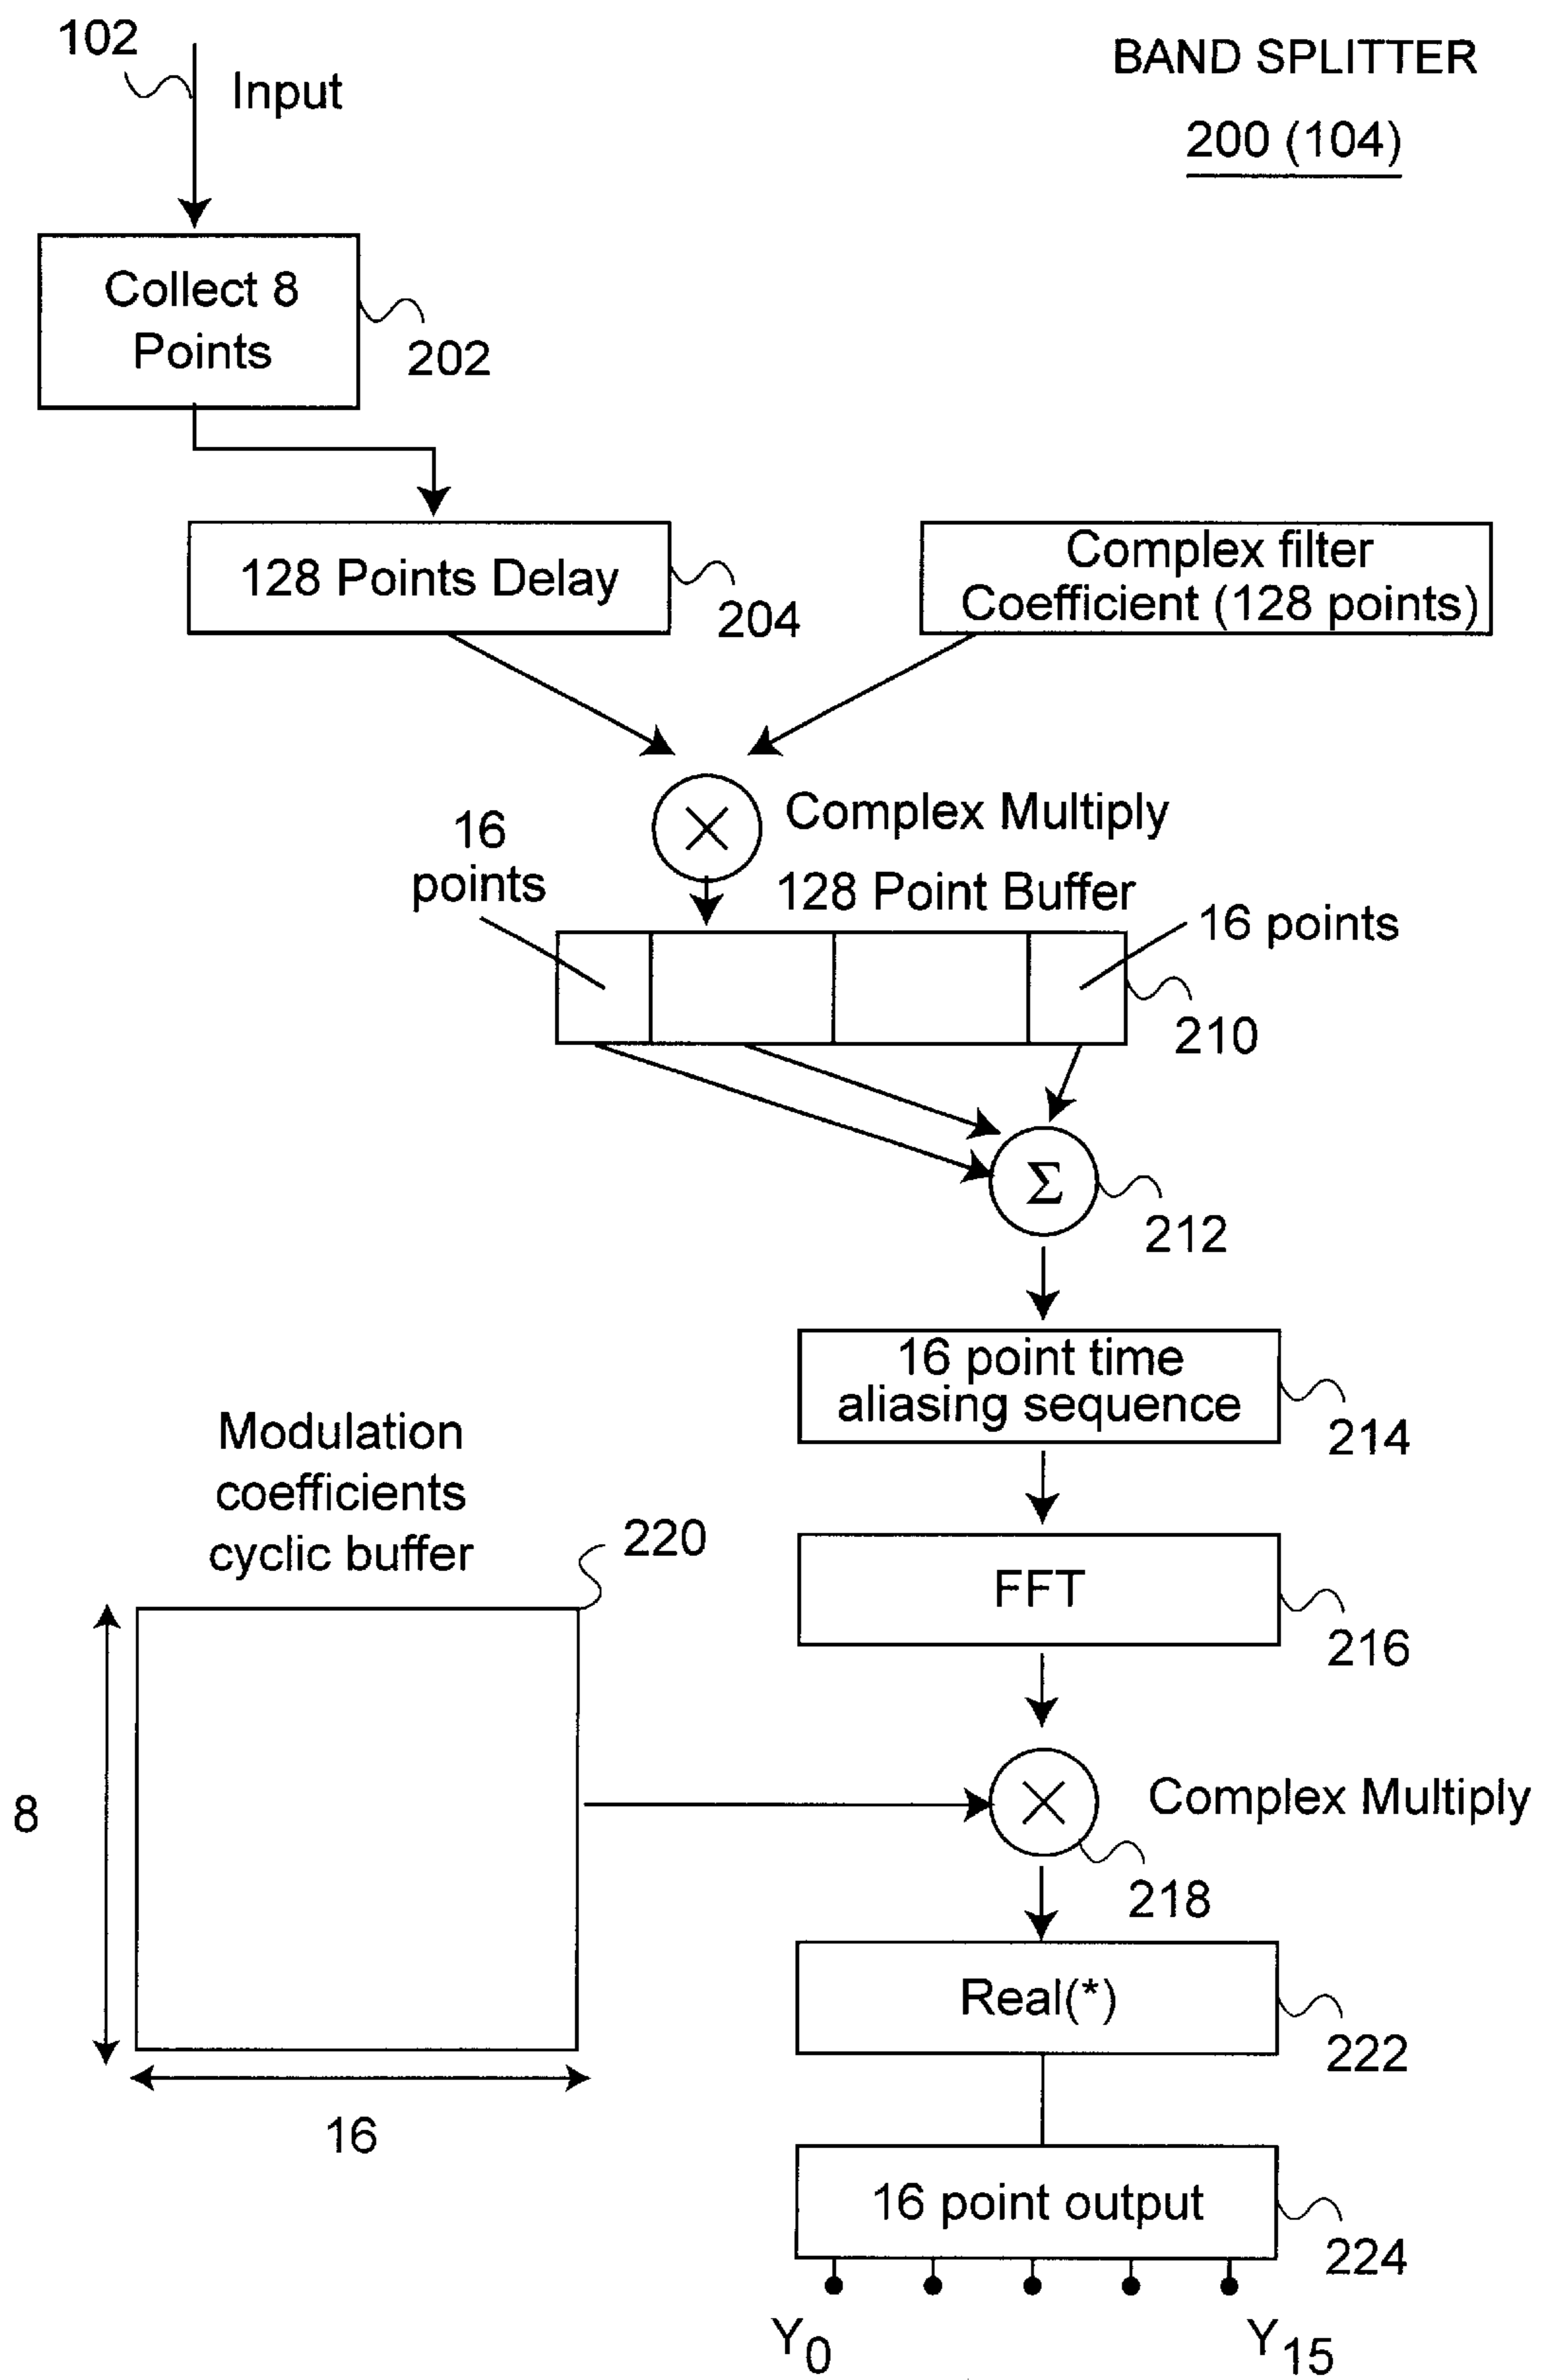 102
Input
BAND SPLITTER
200 (104)
Collect 8
Points
202
128 Points Delay
204
Complex filter
Coefficient (128 points)
×
Complex Multiply
16
points
128 Point Buffer
16 points
210
Σ
212
16 point time
aliasing sequence
214
Modulation
coefficients
cyclic buffer
220
FFT
216
8
×
Complex Multiply
218
Real(*)
222
16
16 point output
224
Y0
Y15